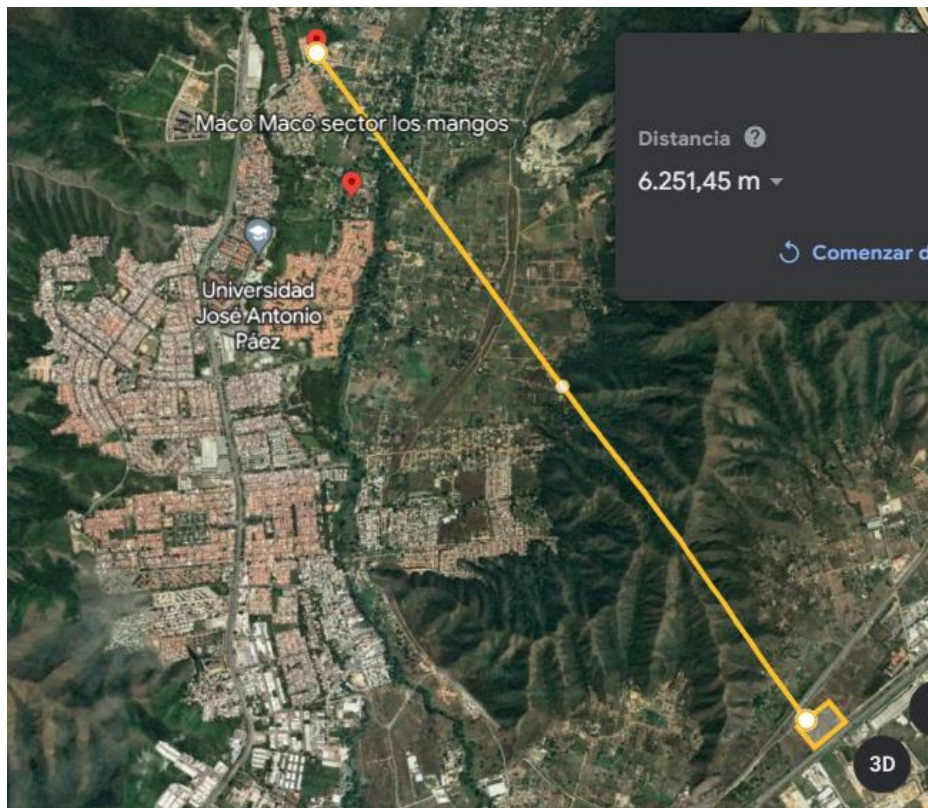 Maco Macó sector los mangos
Distancia ?
6.251,45 m
Comenzar d
Universidad
José Antonio
Páez
3D